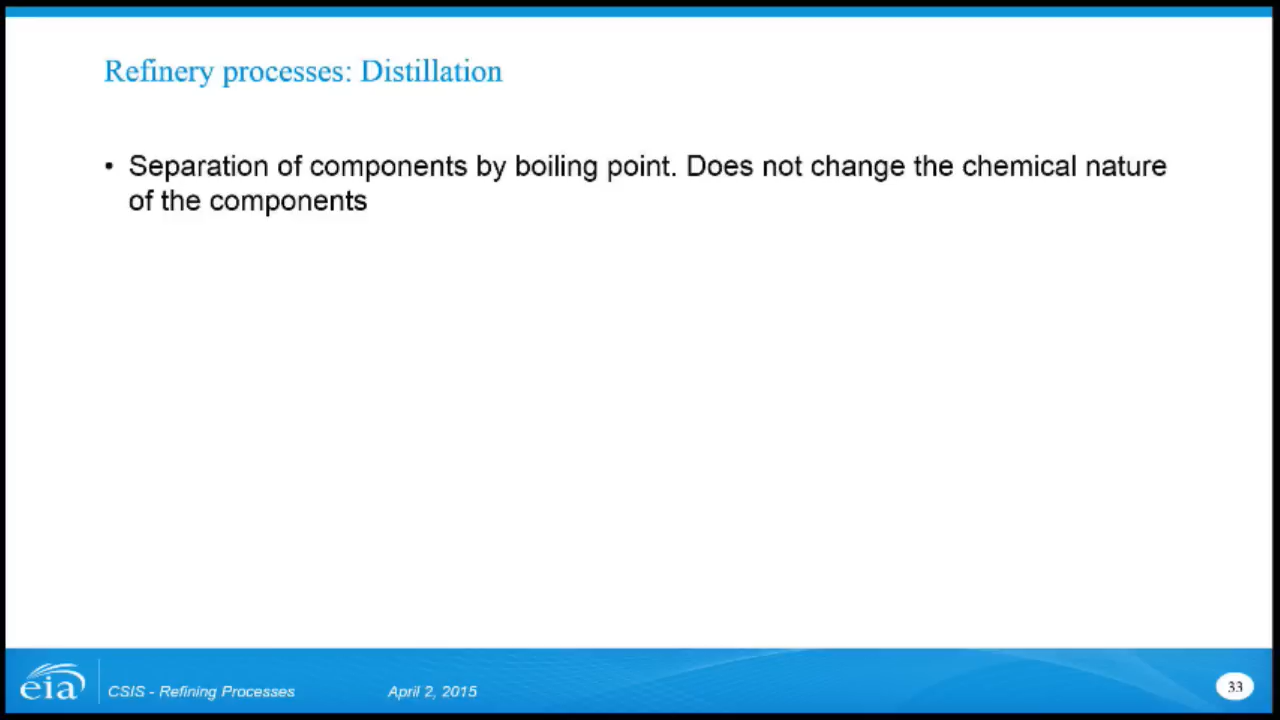 Refinery processes: Distillation
• Separation of components by boiling point. Does not change the chemical nature
of the components
eia
CSIS - Refining Processes
April 2, 2015
33